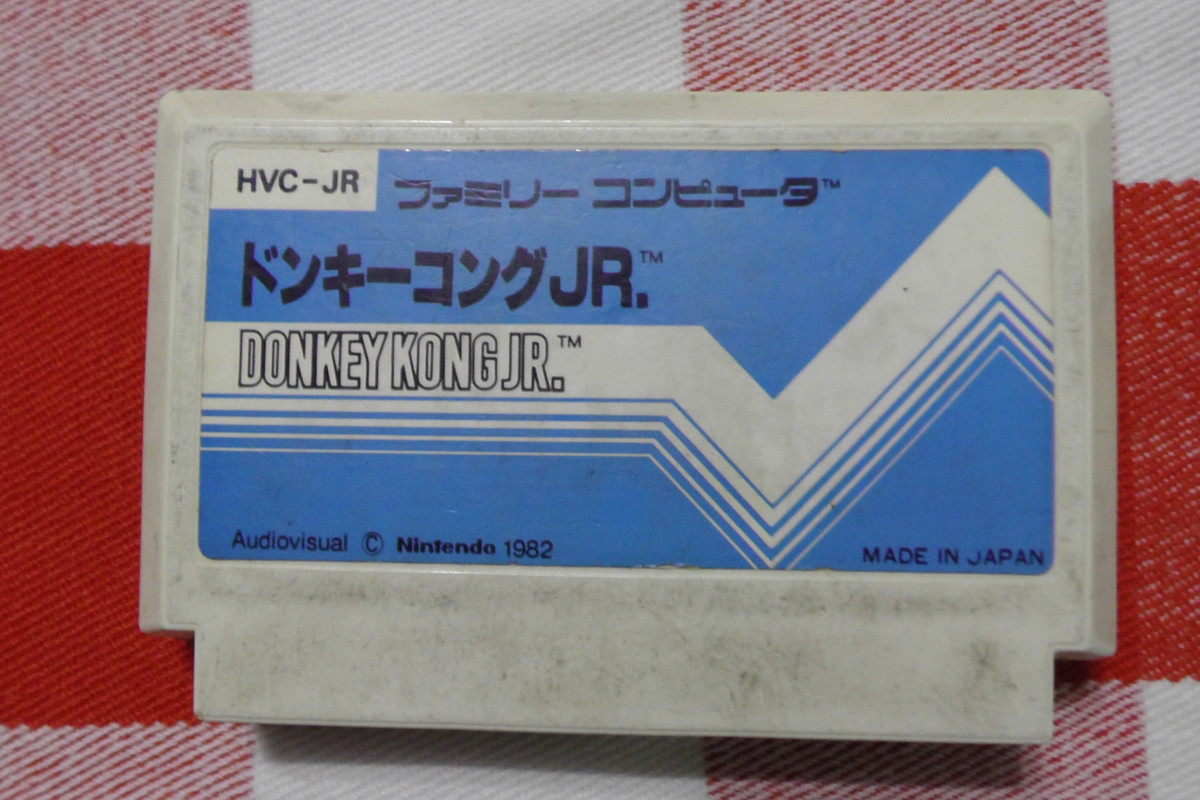 HVC-JR
ファミリー コンピュータ™
ドンキーコングJR.™
DONKEY KONG JR.™
Audiovisual © Nintendo 1982
MADE IN JAPAN